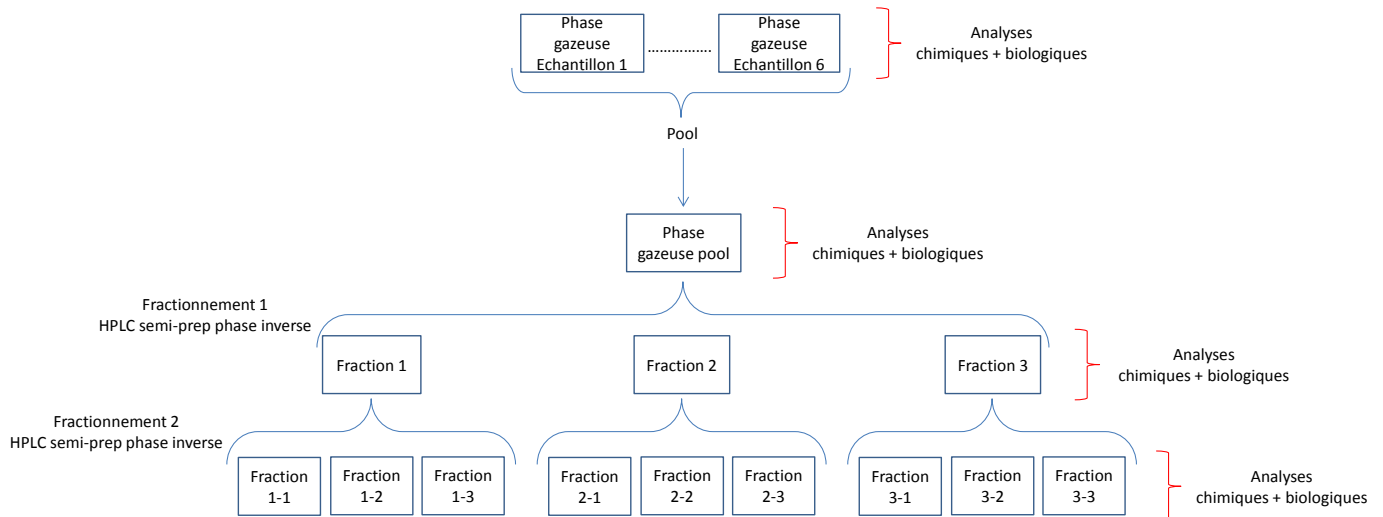 Phase
gazeuse
Echantillon 1
…………….
Phase
gazeuse
Echantillon 6
Analyses
chimiques + biologiques
Pool
Phase
gazeuse pool
Analyses
chimiques + biologiques
Fractionnement 1
HPLC semi-prep phase inverse
Fraction 1
Fraction 2
Fraction 3
Analyses
chimiques + biologiques
Fractionnement 2
HPLC semi-prep phase inverse
Fraction
1-1
Fraction
1-2
Fraction
1-3
Fraction
2-1
Fraction
2-2
Fraction
2-3
Fraction
3-1
Fraction
3-2
Fraction
3-3
Analyses
chimiques + biologiques